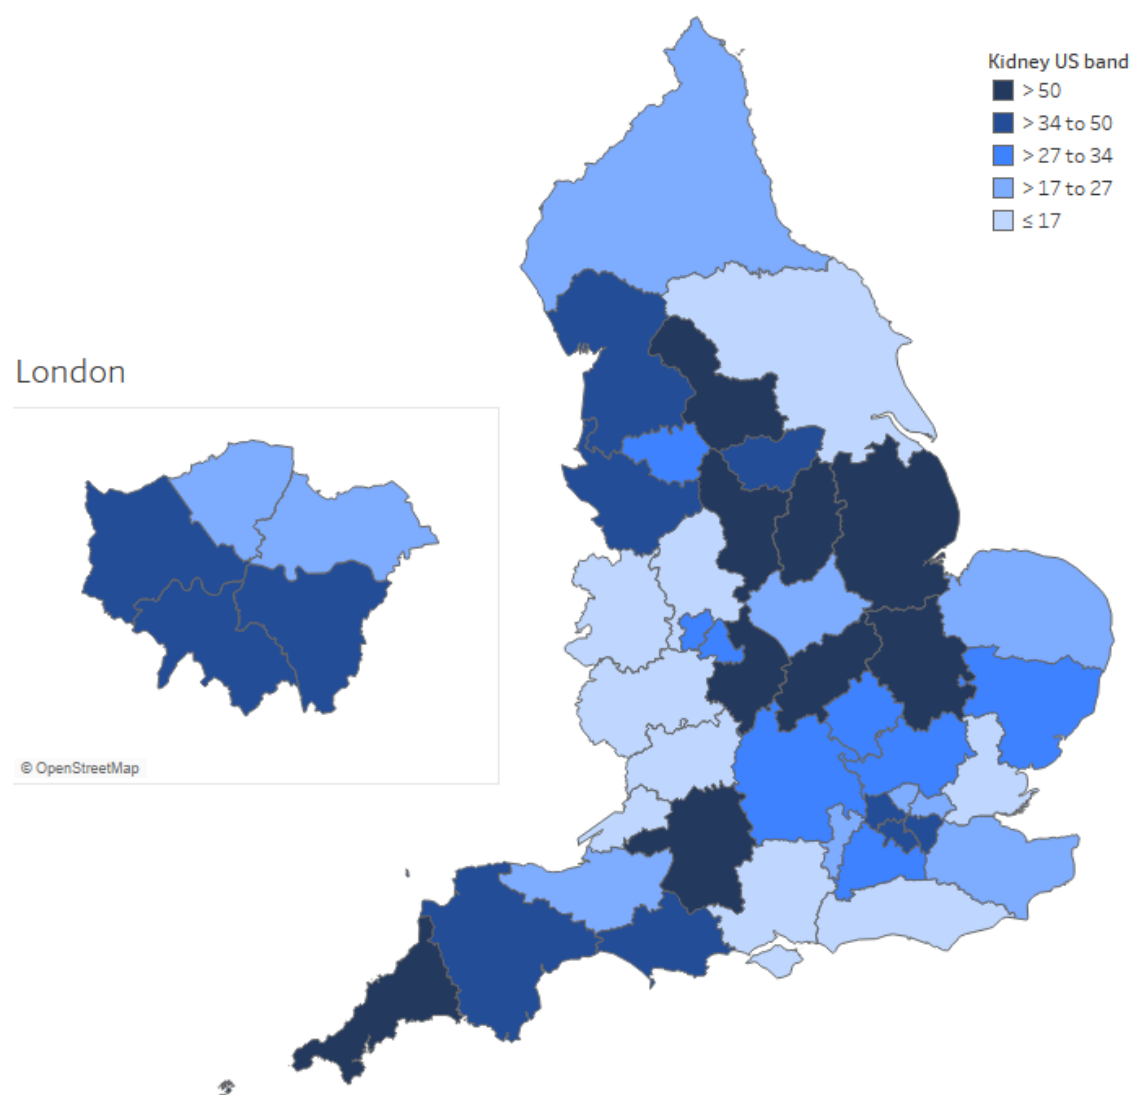 Kidney US band
> 50
> 34 to 50
> 27 to 34
> 17 to 27
≤ 17
London
© OpenStreetMap